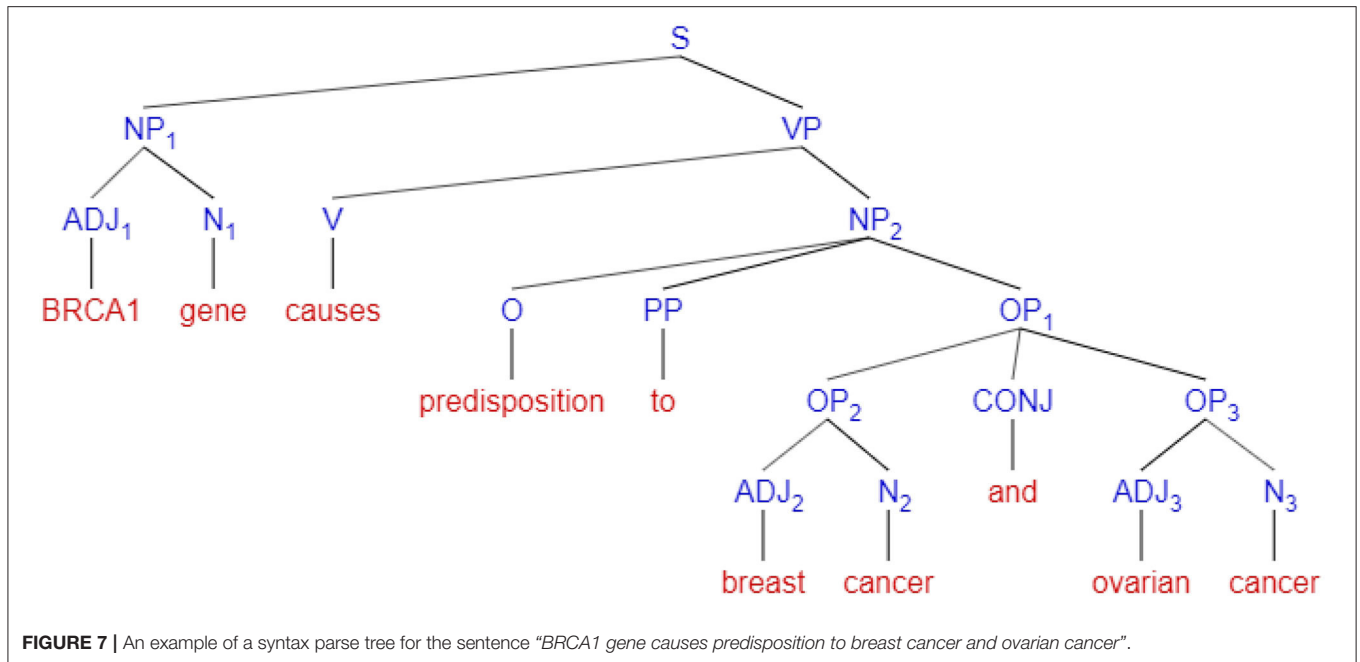 S
NP₁ VP
ADJ₁ N₁ V NP₂
BRCA1 gene causes O PP OP₁
predisposition to OP₂ CONJ OP₃
ADJ₂ N₂ and ADJ₃ N₃
breast cancer ovarian cancer
FIGURE 7 | An example of a syntax parse tree for the sentence “BRCA1 gene causes predisposition to breast cancer and ovarian cancer”.